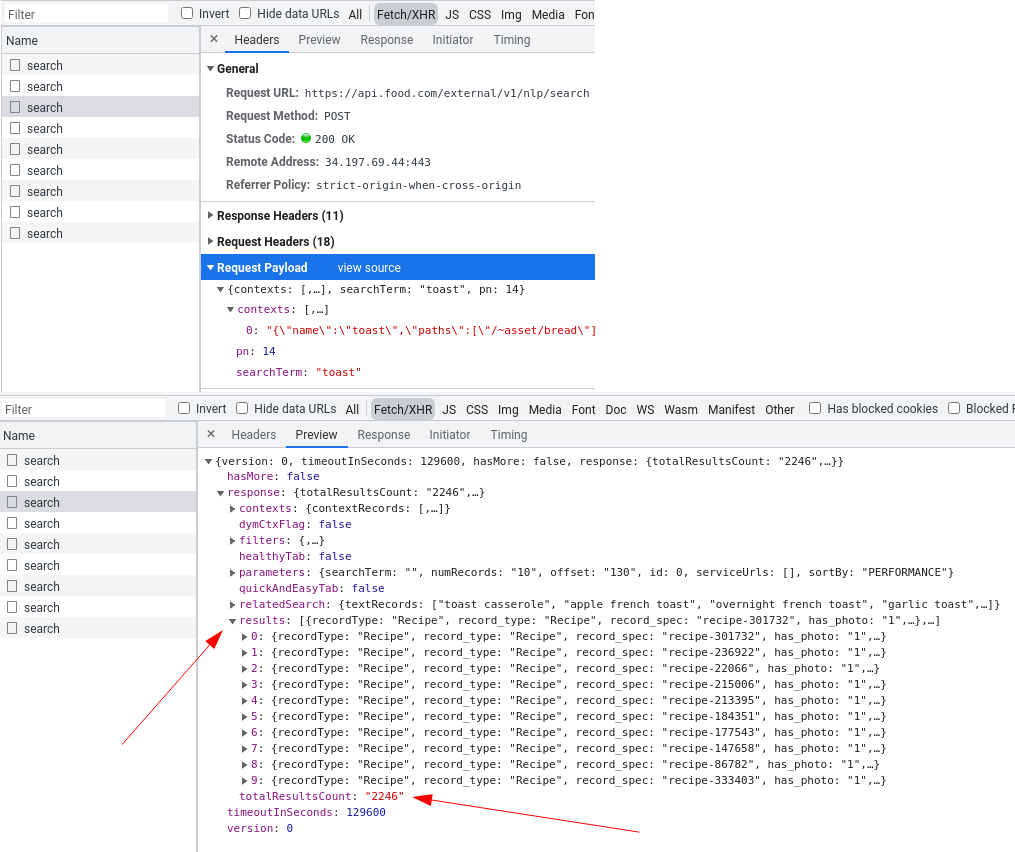 Filter Invert Hide data URLs All Fetch/XHR JS CSS Img Media Fon
Name × Headers Preview Response Initiator Timing
search
search
search
search
search
search
search
search
search
General
Request URL: https://api.food.com/external/v1/nlp/search
Request Method: POST
Status Code: 200 OK
Remote Address: 34.197.69.44:443
Referrer Policy: strict-origin-when-cross-origin
Response Headers (11)
Request Headers (18)
Request Payload view source
{contexts: [,…], searchTerm: "toast", pn: 14}
contexts: [,…]
0: "{\"name\":\"toast\",\"paths\":[\"/~asset/bread\"]
pn: 14
searchTerm: "toast"
Filter Invert Hide data URLs All Fetch/XHR JS CSS Img Media Font Doc WS Wasm Manifest Other Has blocked cookies Blocked R
Name × Headers Preview Response Initiator Timing
search
search
search
search
search
search
search
search
search
{version: 0, timeoutInSeconds: 129600, hasMore: false, response: {totalResultsCount: "2246",…}}
hasMore: false
response: {totalResultsCount: "2246",…}
contexts: {contextRecords: [,…]}
dymCtxFlag: false
filters: {,…}
healthyTab: false
parameters: {searchTerm: "", numRecords: "10", offset: "130", id: 0, serviceUrls: [], sortBy: "PERFORMANCE"}
quickAndEasyTab: false
relatedSearch: {textRecords: ["toast casserole", "apple french toast", "overnight french toast", "garlic toast",…]}
results: [{recordType: "Recipe", record_type: "Recipe", record_spec: "recipe-301732", has_photo: "1",…},…]
0: {recordType: "Recipe", record_type: "Recipe", record_spec: "recipe-301732", has_photo: "1",…}
1: {recordType: "Recipe", record_type: "Recipe", record_spec: "recipe-236922", has_photo: "1",…}
2: {recordType: "Recipe", record_type: "Recipe", record_spec: "recipe-22066", has_photo: "1",…}
3: {recordType: "Recipe", record_type: "Recipe", record_spec: "recipe-215006", has_photo: "1",…}
4: {recordType: "Recipe", record_type: "Recipe", record_spec: "recipe-213395", has_photo: "1",…}
5: {recordType: "Recipe", record_type: "Recipe", record_spec: "recipe-184351", has_photo: "1",…}
6: {recordType: "Recipe", record_type: "Recipe", record_spec: "recipe-177543", has_photo: "1",…}
7: {recordType: "Recipe", record_type: "Recipe", record_spec: "recipe-147658", has_photo: "1",…}
8: {recordType: "Recipe", record_type: "Recipe", record_spec: "recipe-86782", has_photo: "1",…}
9: {recordType: "Recipe", record_type: "Recipe", record_spec: "recipe-333403", has_photo: "1",…}
totalResultsCount: "2246"
timeoutInSeconds: 129600
version: 0